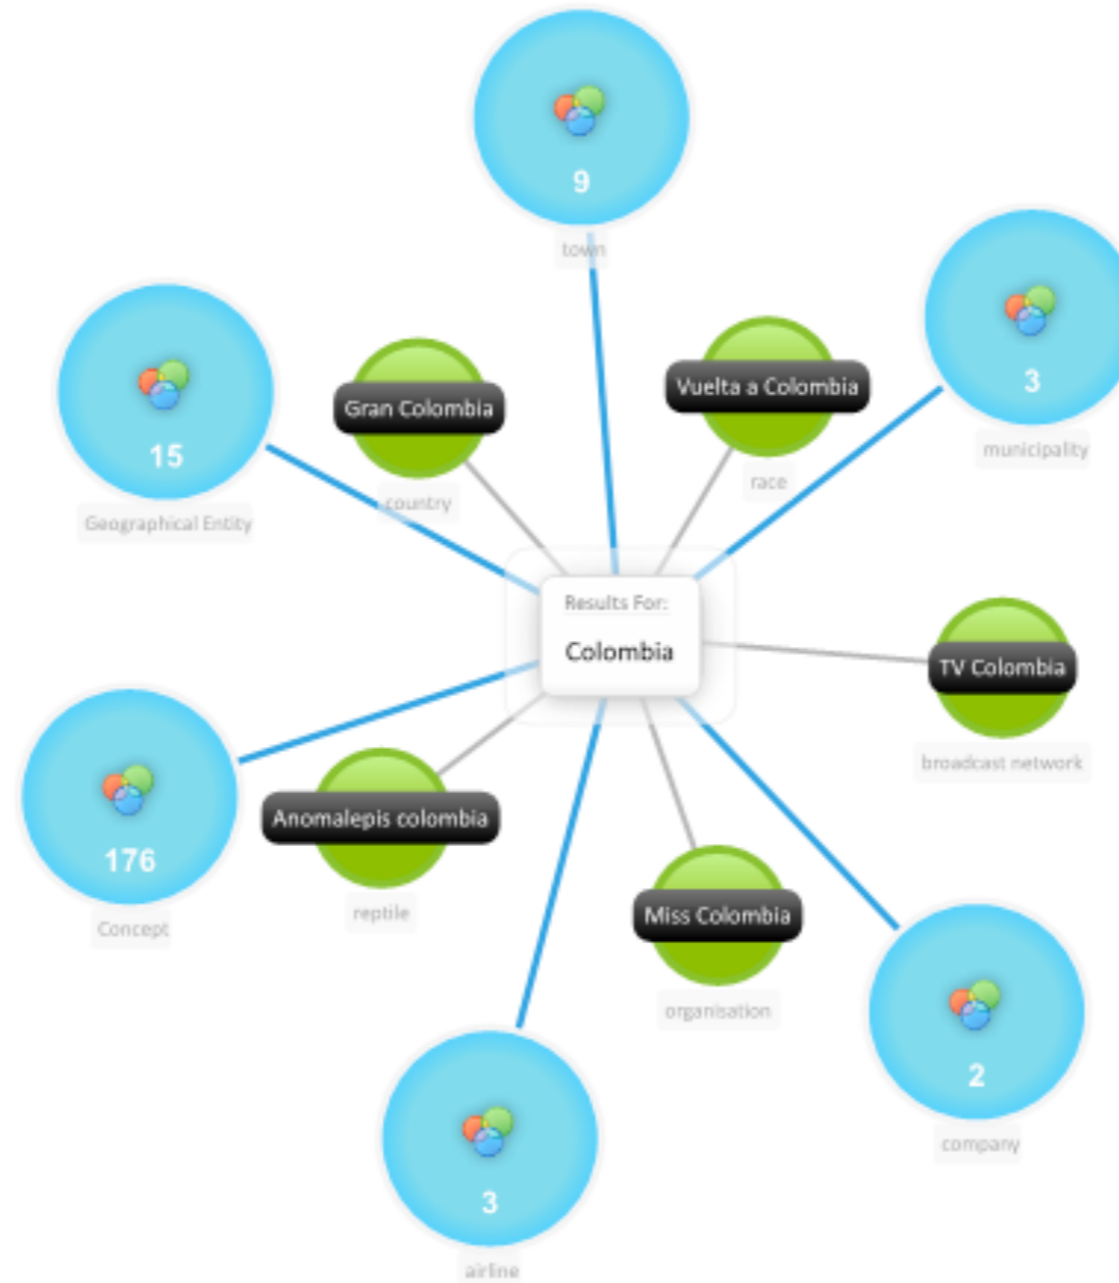 9
town
3
municipality
Vuelta a Colombia
race
Gran Colombia
country
15
Geographical Entity
Results For:
Colombia
TV Colombia
broadcast network
176
Concept
Anomalepis colombia
reptile
Miss Colombia
organisation
2
company
3
airline